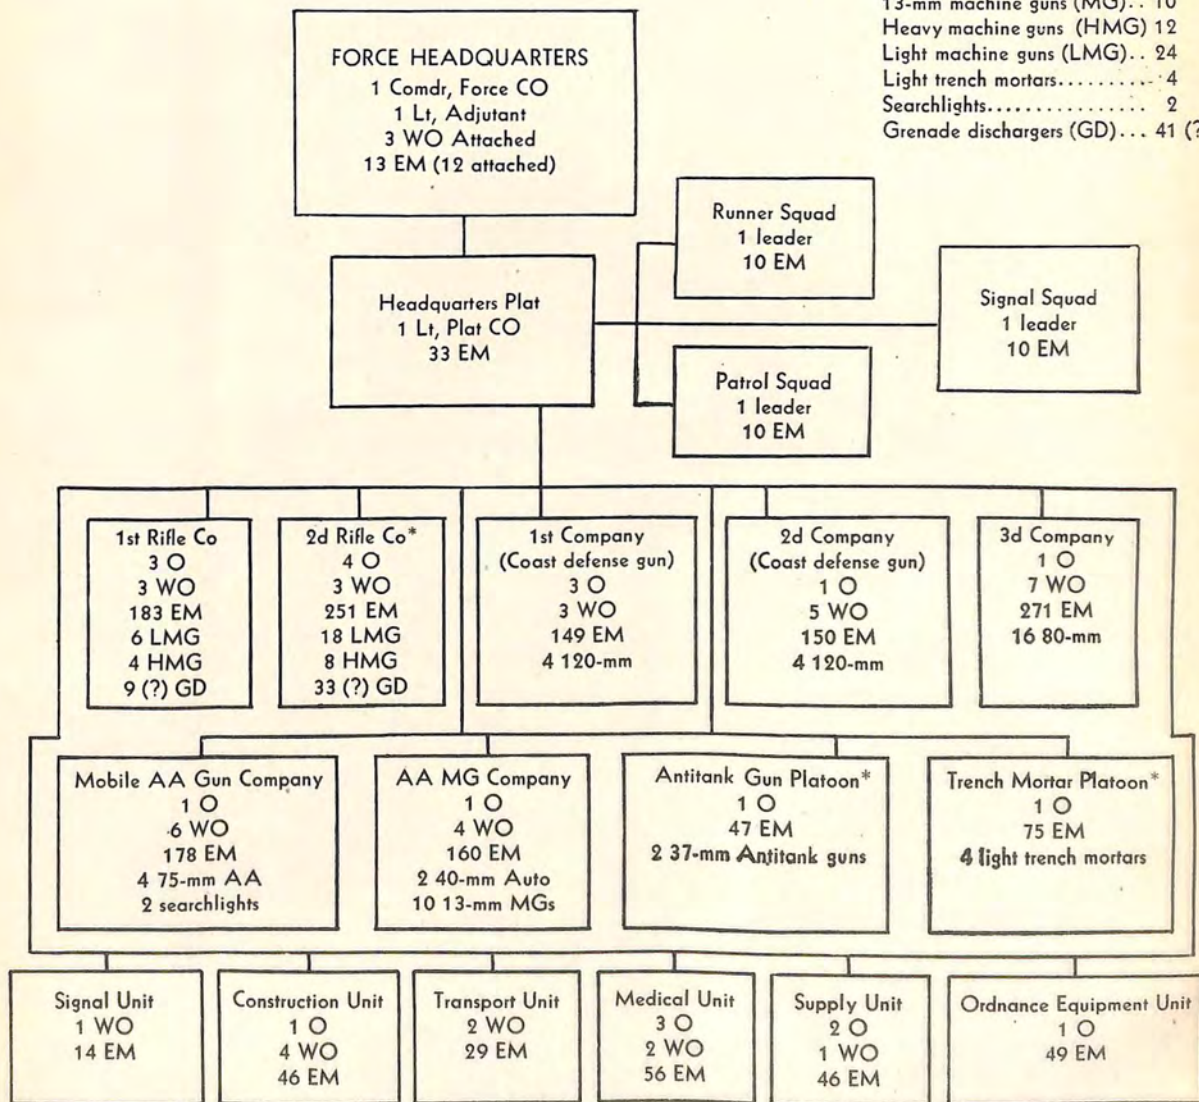 13-mm machine guns (MG).. 10
Heavy machine guns (HMG) 12
Light machine guns (LMG).. 24
Light trench mortars.......... 4
Searchlights................ 2
Grenade dischargers (GD)... 41 (?
FORCE HEADQUARTERS
1 Comdr, Force CO
1 Lt, Adjutant
3 WO Attached
13 EM (12 attached)
Headquarters Plat
1 Lt, Plat CO
33 EM
Runner Squad
1 leader
10 EM
Signal Squad
1 leader
10 EM
Patrol Squad
1 leader
10 EM
1st Rifle Co
3 O
3 WO
183 EM
6 LMG
4 HMG
9 (?) GD
2d Rifle Co*
4 O
3 WO
251 EM
18 LMG
8 HMG
33 (?) GD
1st Company
(Coast defense gun)
3 O
3 WO
149 EM
4 120-mm
2d Company
(Coast defense gun)
1 O
5 WO
150 EM
4 120-mm
3d Company
1 O
7 WO
271 EM
16 80-mm
Mobile AA Gun Company
1 O
6 WO
178 EM
4 75-mm AA
2 searchlights
AA MG Company
1 O
4 WO
160 EM
2 40-mm Auto
10 13-mm MGs
Antitank Gun Platoon*
1 O
47 EM
2 37-mm Antitank guns
Trench Mortar Platoon*
1 O
75 EM
4 light trench mortars
Signal Unit
1 WO
14 EM
Construction Unit
1 O
4 WO
46 EM
Transport Unit
2 WO
29 EM
Medical Unit
3 O
2 WO
56 EM
Supply Unit
2 O
1 WO
46 EM
Ordnance Equipment Unit
1 O
49 EM